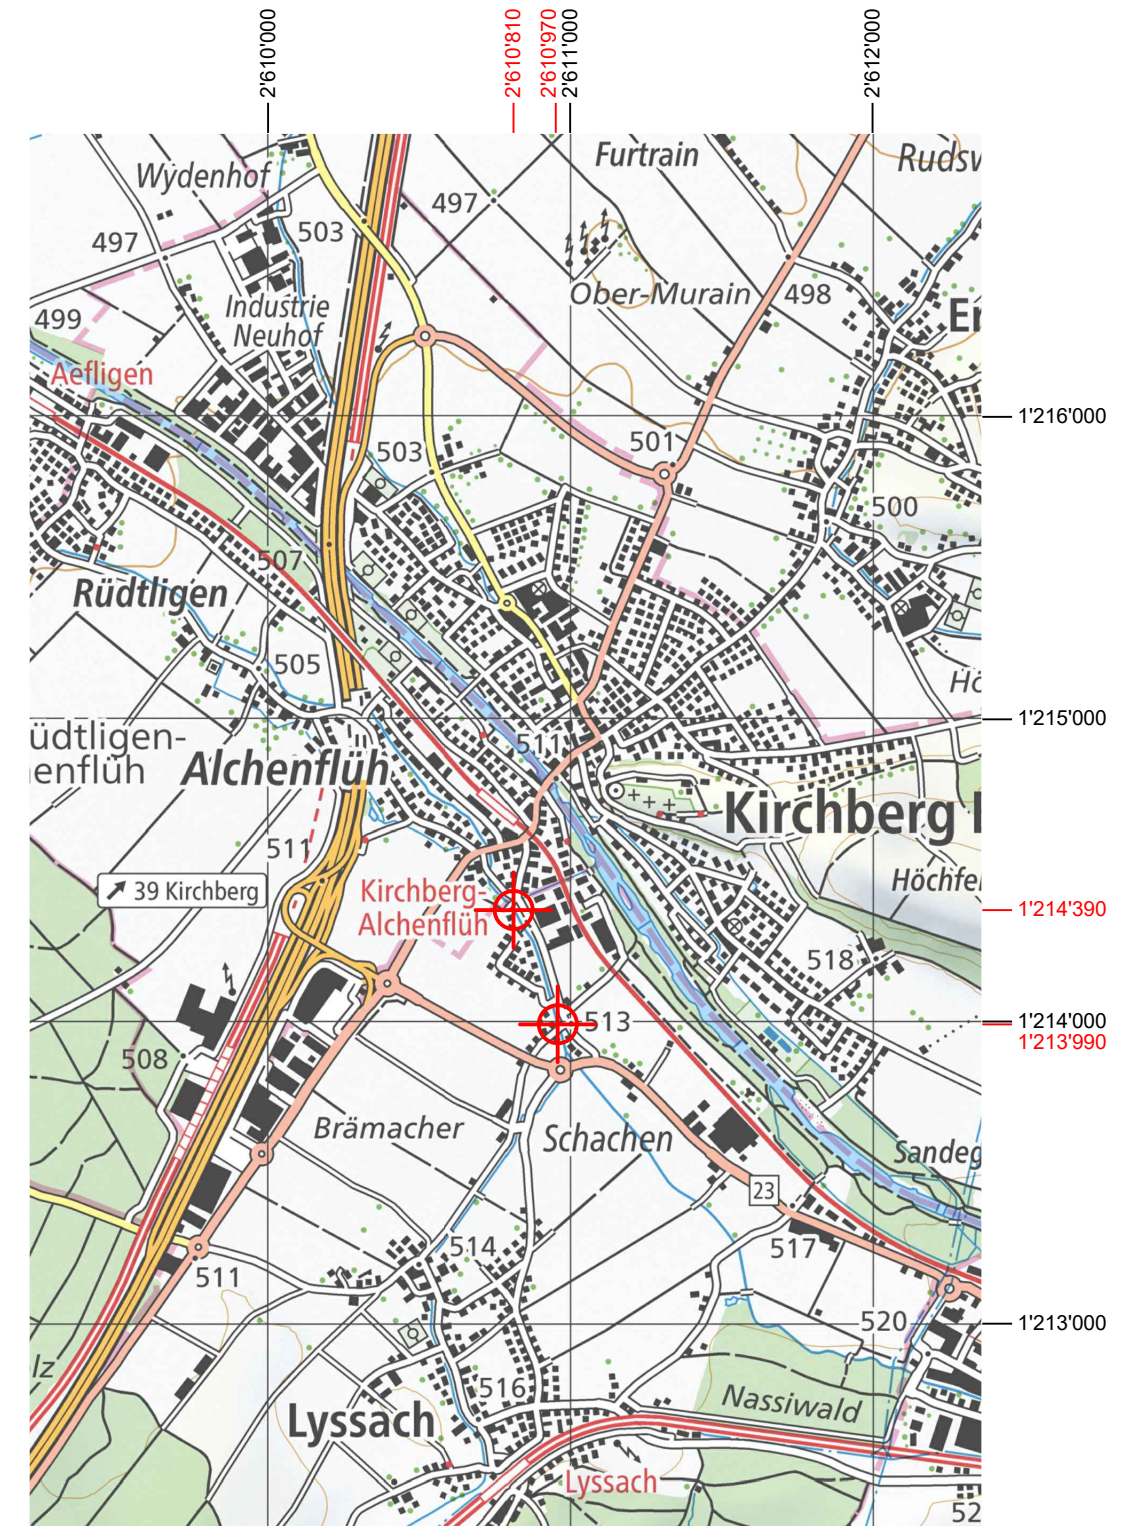 2'610'000
2'610'810
2'610'970
2'611'000
2'612'000
Wydenhof
Furtrain
Rudsw
497
503
497
Industrie
Neuhof
Ober-Murain
498
499
Aefligen
1'216'000
503
501
500
507
Rüdtligen
505
1'215'000
üdtligen-
enflüh
Alchenflüh
511
Kirchberg
511
39 Kirchberg
Kirchberg-
Alchenflüh
Höchfel
1'214'390
518
513
1'214'000
1'213'990
508
Brämacher
Schachen
Sandeg
23
514
517
511
520
1'213'000
lz
516
Nassiwald
Lyssach
Lyssach
52